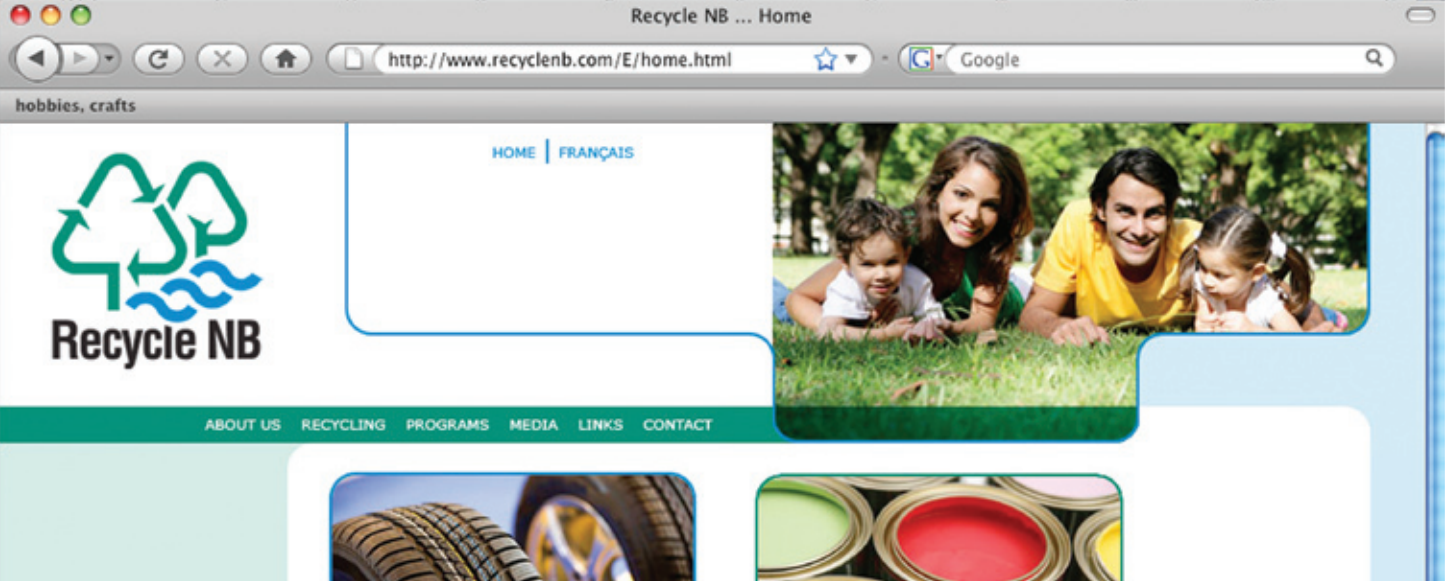 Recycle NB ... Home
http://www.recyclenb.com/E/home.html
Google
hobbies, crafts
HOME | FRANÇAIS
Recycle NB
ABOUT US RECYCLING PROGRAMS MEDIA LINKS CONTACT